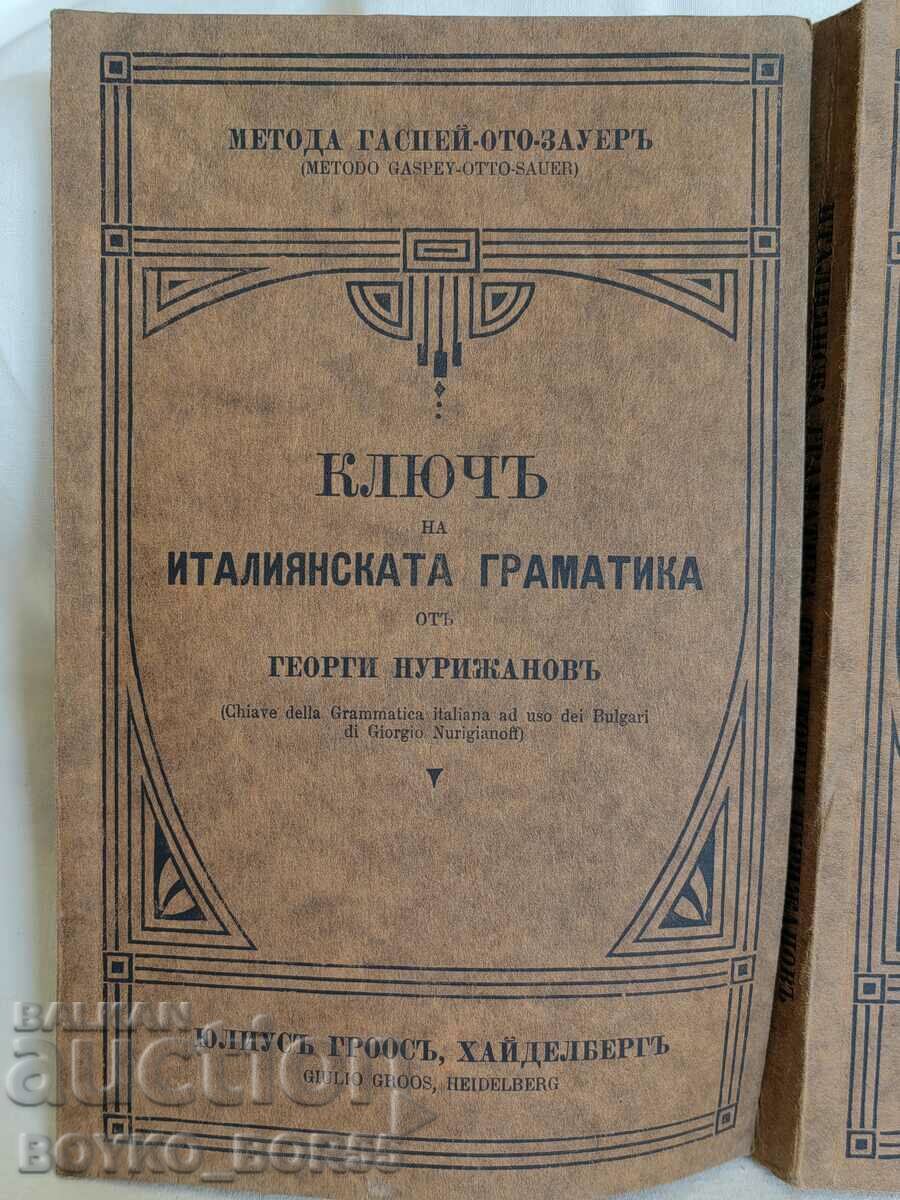 МЕТОДА ГАСПЕЙ-ОТО-ЗАУЕРЪ
(METODO GASPEY-OTTO-SAUER)
КЛЮЧЪ
НА
ИТАЛИЯНСКАТА ГРАМАТИКА
ОТЪ
ГЕОРГИ НУРИЖАНОВЪ
(Chiave della Grammatica italiana ad uso dei Bulgari
di Giorgio Nurigianoff)
ЮЛИУСЪ ГРООСЪ, ХАЙДЕЛБЕРГЪ
GIULIO GROOS, HEIDELBERG
BALKAN
auction
BOYKO_BOR55